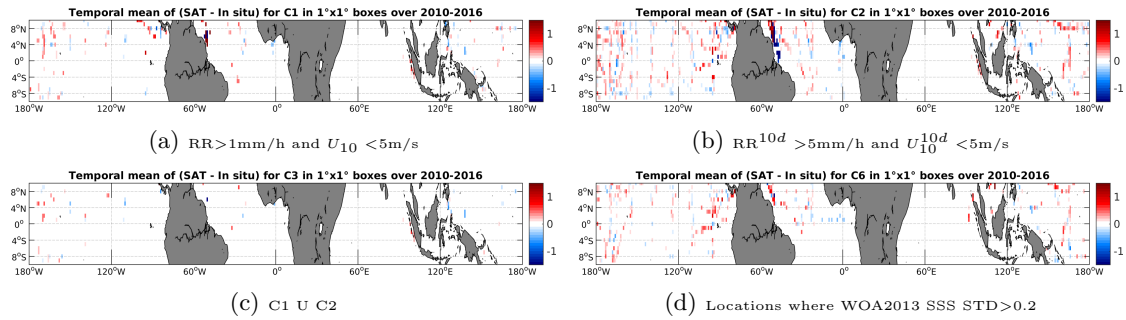 Temporal mean of (SAT - In situ) for C1 in 1°x1° boxes over 2010-2016
8°N
4°N
0°
4°S
8°S
180°W 120°W 60°W 0° 60°E 120°E 180°W
1
0
-1
(a) RR>1mm/h and U10 <5m/s
Temporal mean of (SAT - In situ) for C2 in 1°x1° boxes over 2010-2016
8°N
4°N
0°
4°S
8°S
180°W 120°W 60°W 0° 60°E 120°E 180°W
1
0
-1
(b) RR10d >5mm/h and U10 10d <5m/s
Temporal mean of (SAT - In situ) for C3 in 1°x1° boxes over 2010-2016
8°N
4°N
0°
4°S
8°S
180°W 120°W 60°W 0° 60°E 120°E 180°W
1
0
-1
(c) C1 U C2
Temporal mean of (SAT - In situ) for C6 in 1°x1° boxes over 2010-2016
8°N
4°N
0°
4°S
8°S
180°W 120°W 60°W 0° 60°E 120°E 180°W
1
0
-1
(d) Locations where WOA2013 SSS STD>0.2